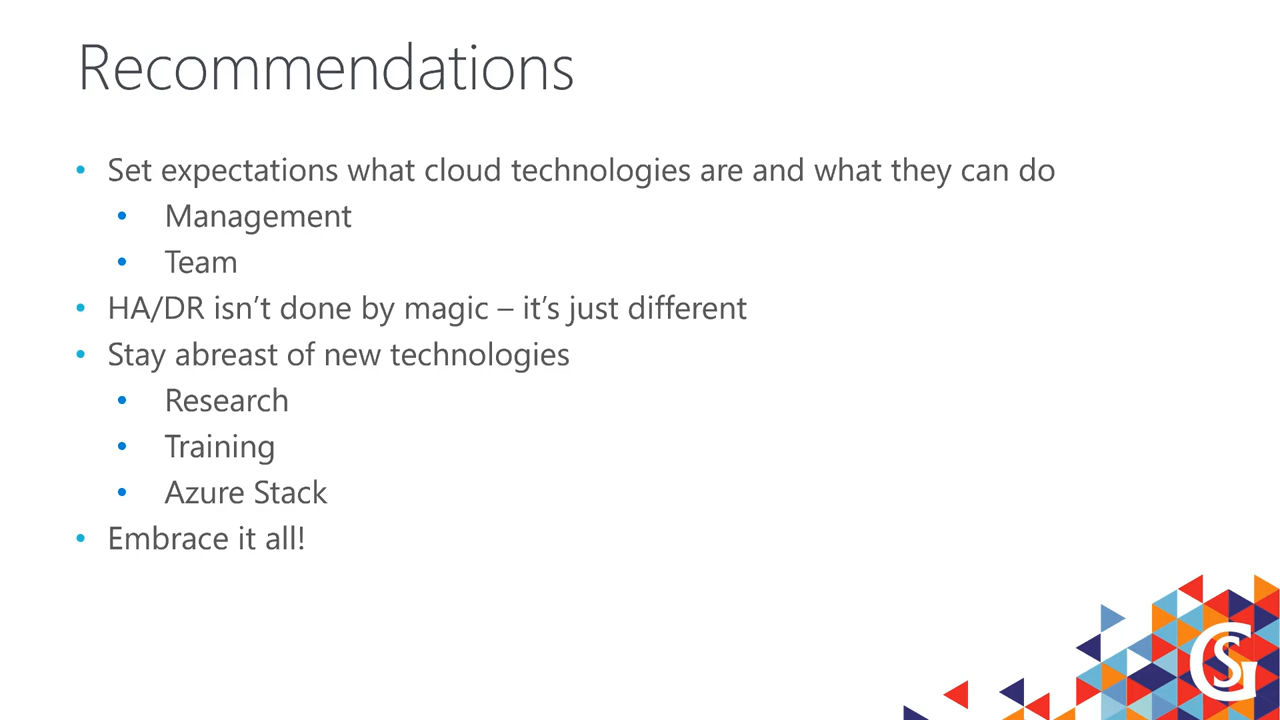 Recommendations
• Set expectations what cloud technologies are and what they can do
• Management
• Team
• HA/DR isn’t done by magic – it’s just different
• Stay abreast of new technologies
• Research
• Training
• Azure Stack
• Embrace it all!
GS